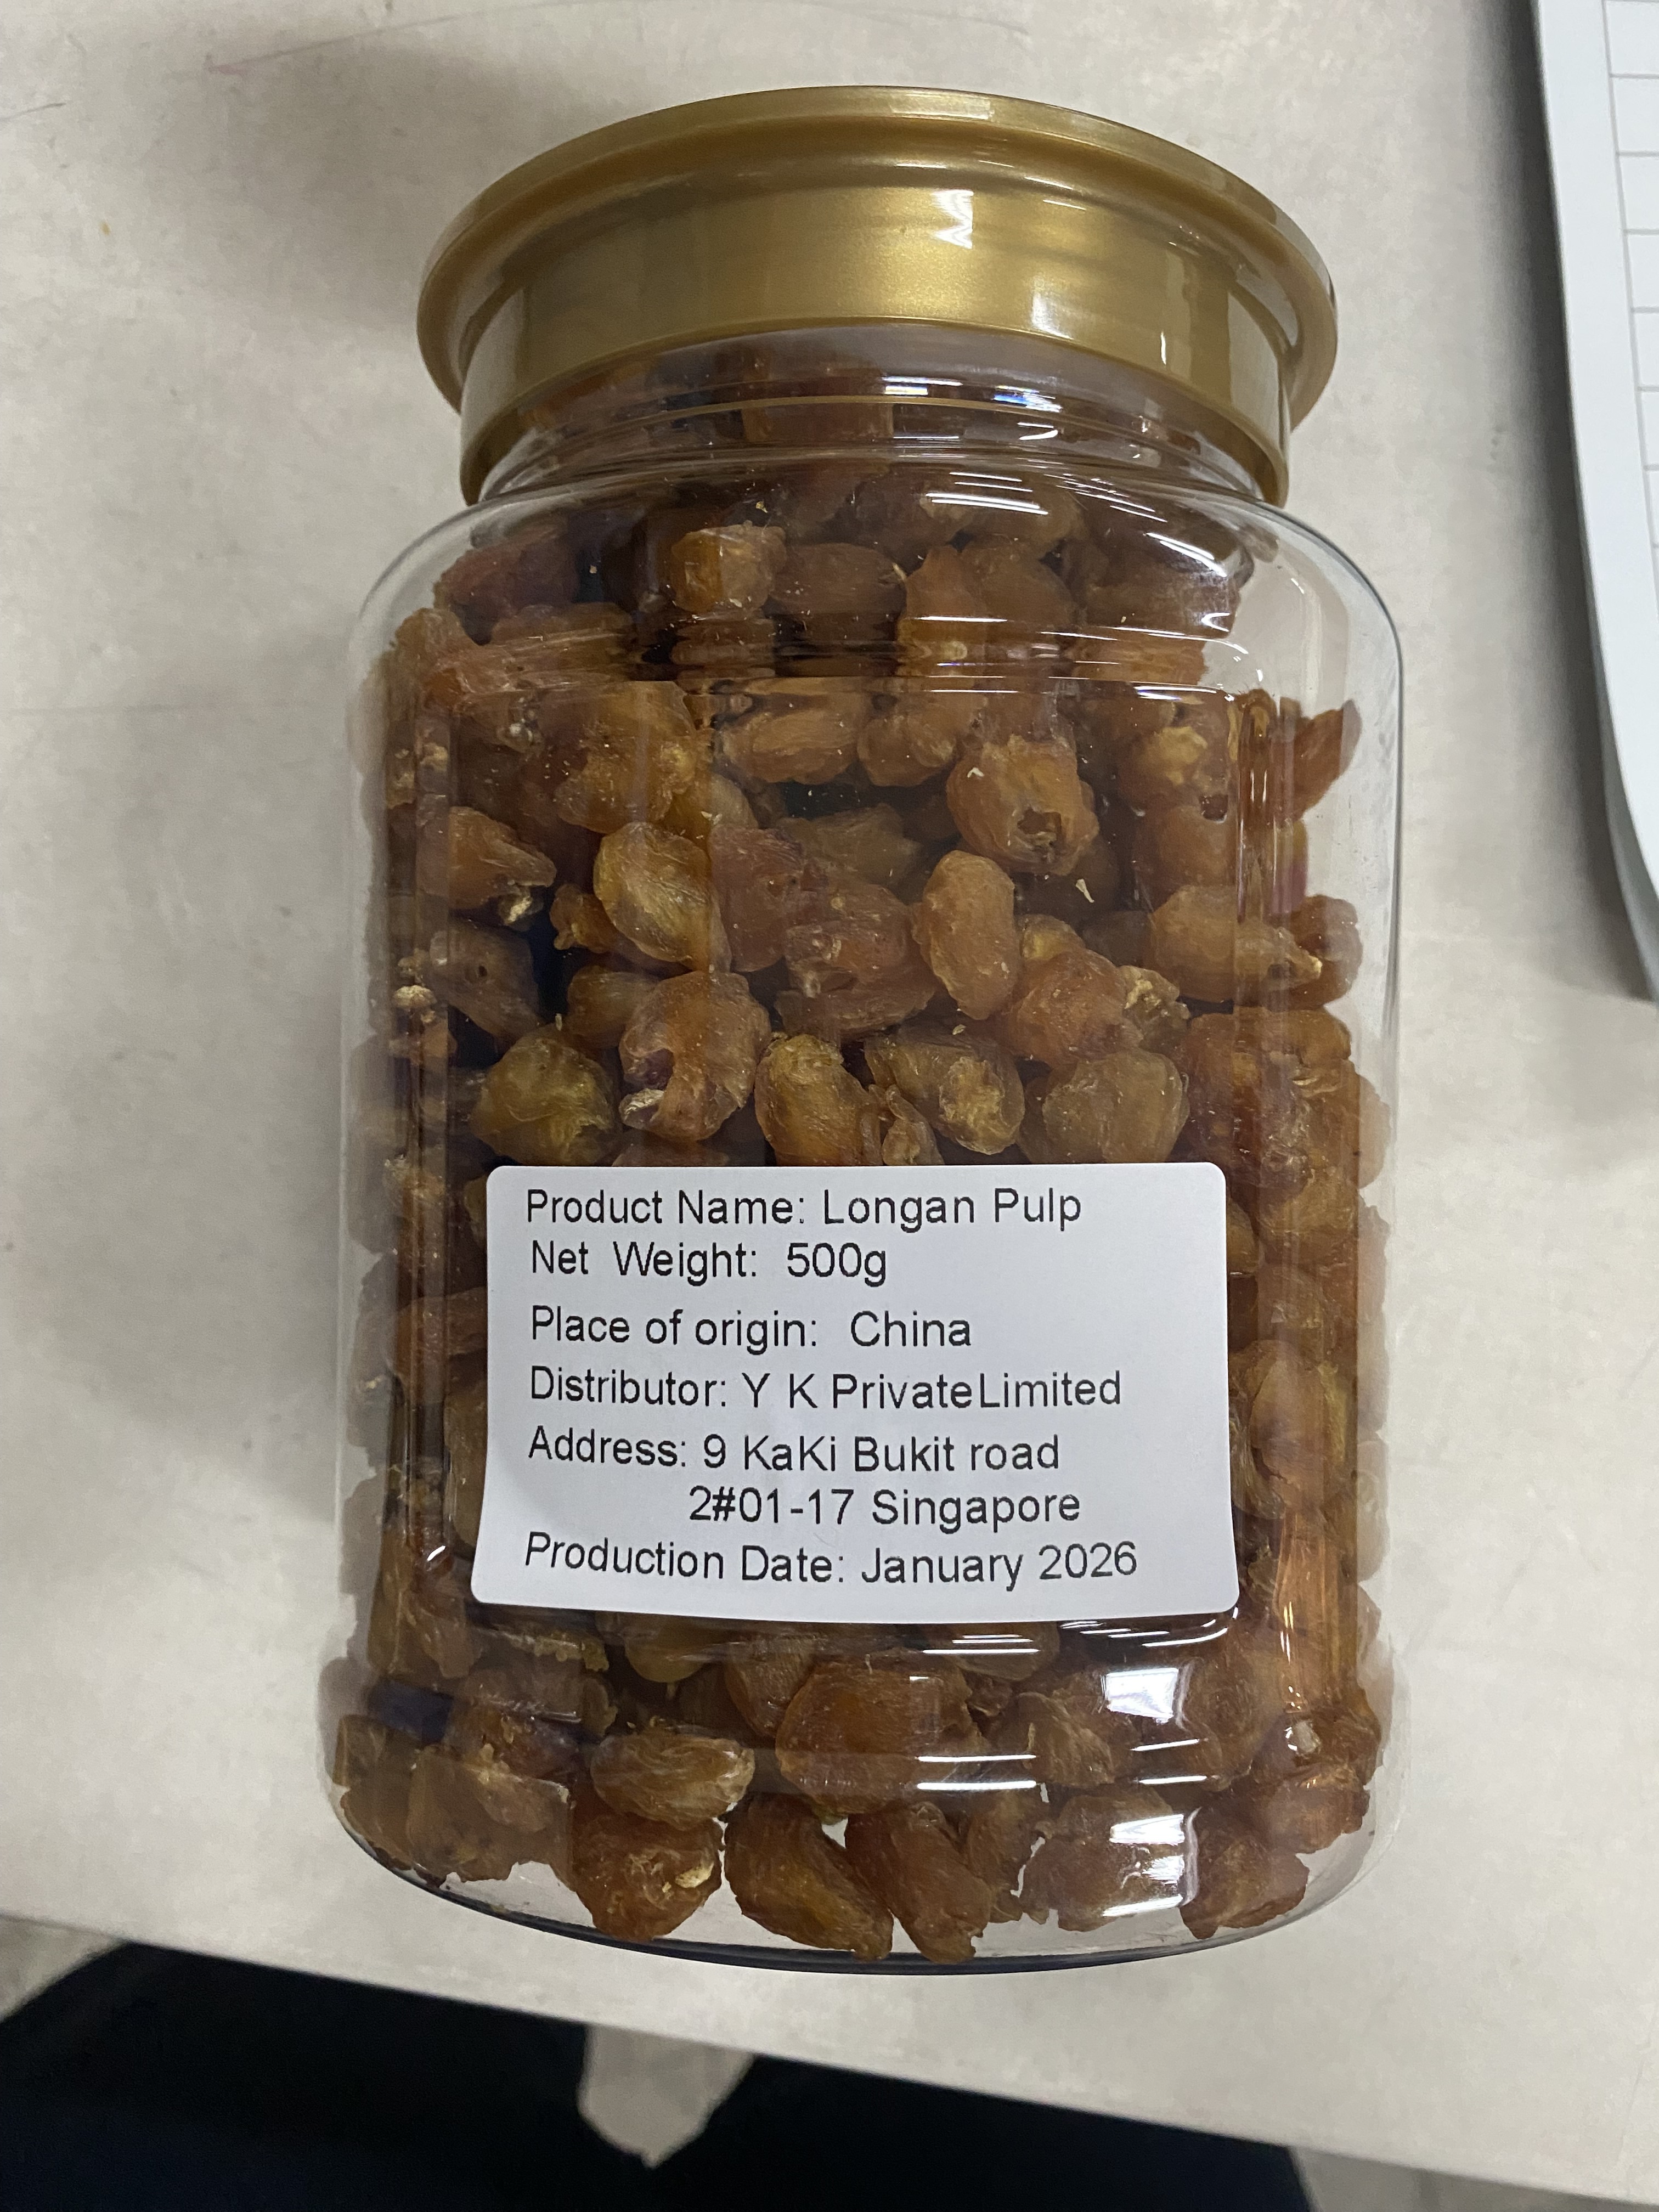 Product Name: Longan Pulp
Net Weight: 500g
Place of origin: China
Distributor: Y K PrivateLimited
Address: 9 KaKi Bukit road
2#01-17 Singapore
Production Date: January 2026